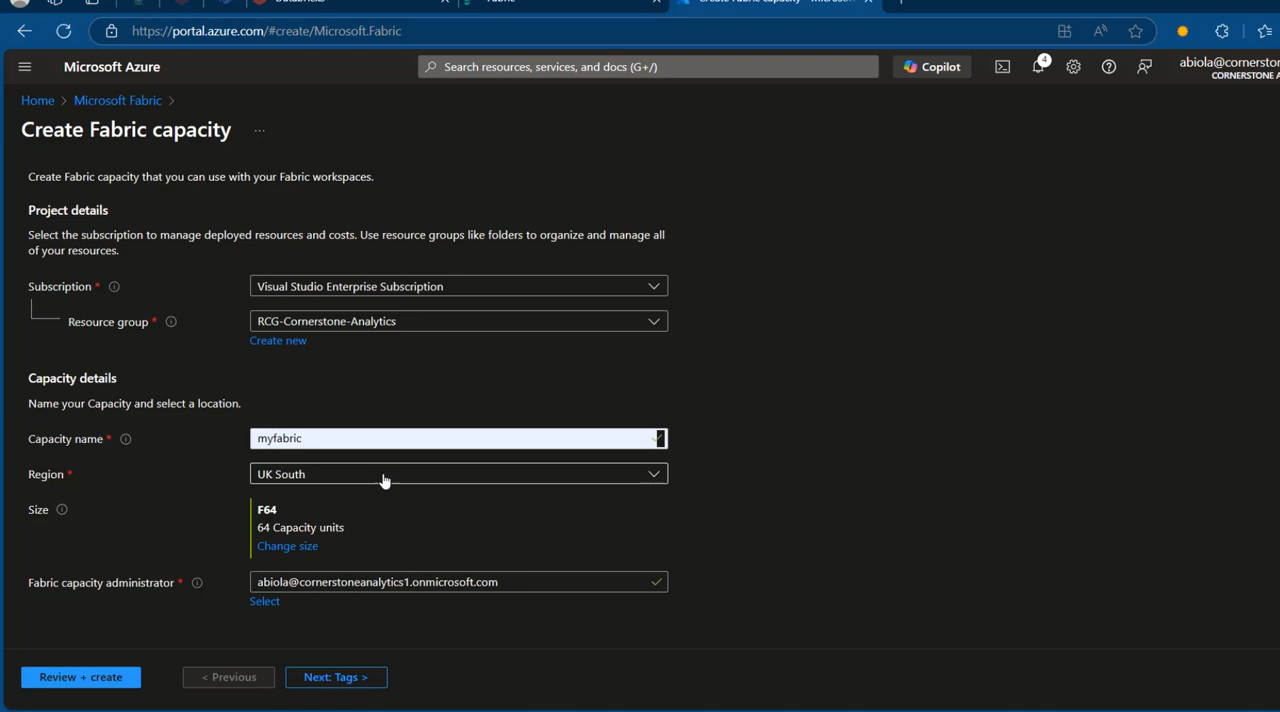 https://portal.azure.com/#create/Microsoft.Fabric
Microsoft Azure
Search resources, services, and docs (G+/)
Copilot
4
abiola@cornerston
CORNERSTONE A
Home > Microsoft Fabric >
Create Fabric capacity ...
Create Fabric capacity that you can use with your Fabric workspaces.
Project details
Select the subscription to manage deployed resources and costs. Use resource groups like folders to organize and manage all
of your resources.
Subscription *
Visual Studio Enterprise Subscription
Resource group *
RCG-Cornerstone-Analytics
Create new
Capacity details
Name your Capacity and select a location.
Capacity name *
myfabric
Region *
UK South
Size
F64
64 Capacity units
Change size
Fabric capacity administrator *
abiola@cornerstoneanalytics1.onmicrosoft.com
Select
Review + create
< Previous
Next: Tags >